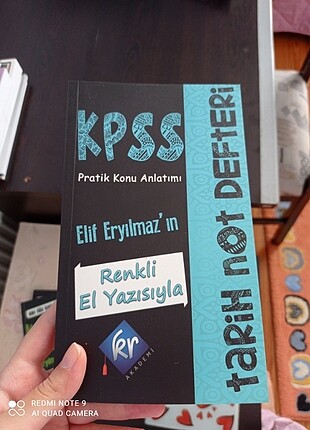 KPSS
Pratik Konu Anlatımı
Elif Eryılmaz'ın
Renkli
El Yazısıyla
kr
AKADEMİ
tariH not DEFTERİ
REDMI NOTE 9
AI QUAD CAMERA